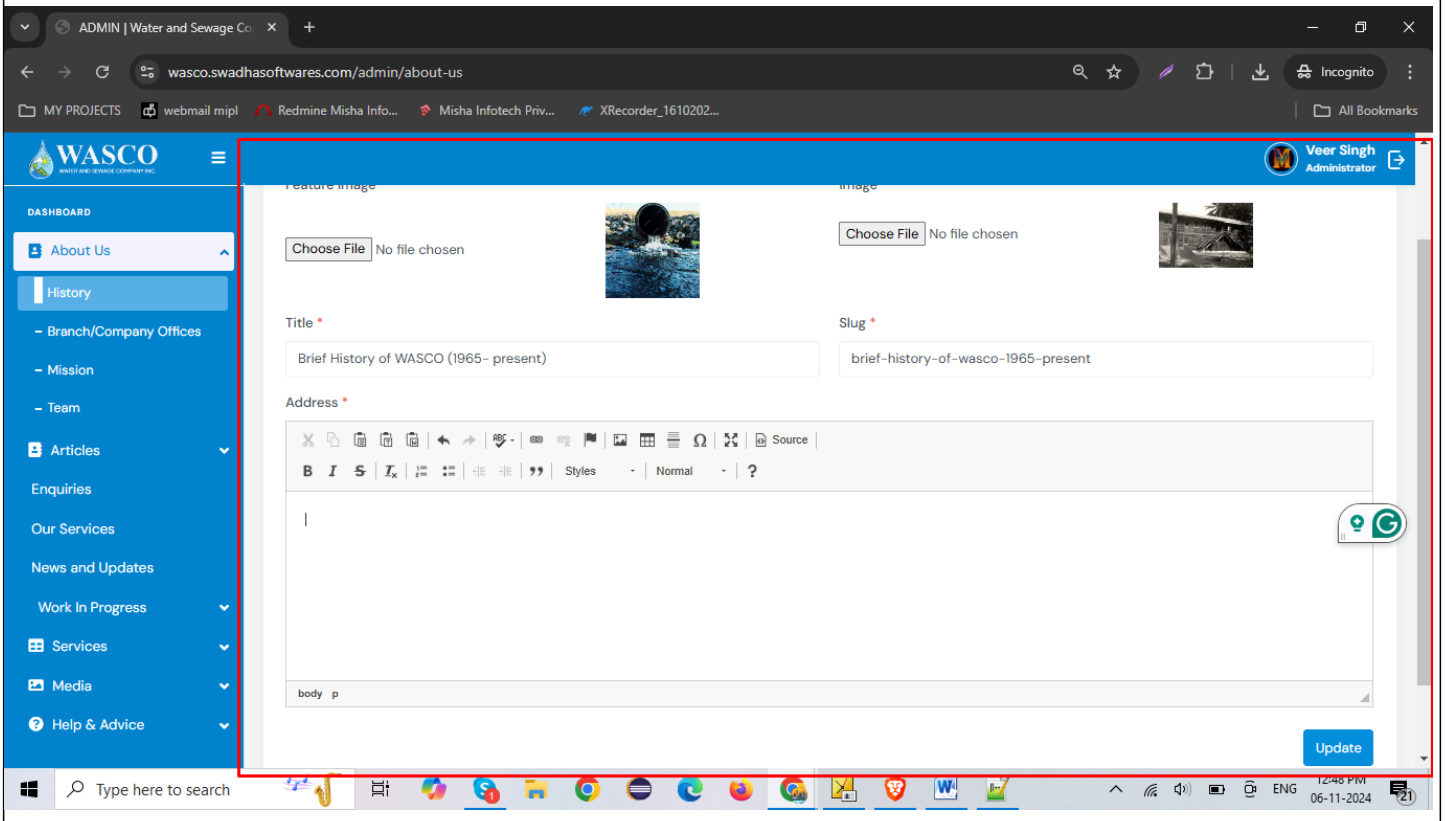 ADMIN | Water and Sewage Co
wasco.swadhasoftwares.com/admin/about-us
Incognito
MY PROJECTS webmail mipl Redmine Misha Info... Misha Infotech Priv... XRecorder_1610202... All Bookmarks
WASCO
WATER AND SEWAGE COMPANY INC.
Veer Singh
Administrator
DASHBOARD
About Us
History
– Branch/Company Offices
– Mission
– Team
Articles
Enquiries
Our Services
News and Updates
Work In Progress
Services
Media
Help & Advice
Feature Image Image
Choose File No file chosen Choose File No file chosen
Title * Slug *
Brief History of WASCO (1965- present) brief-history-of-wasco-1965-present
Address *
Source
B I S Ix Styles Normal ?
body p
Update
Type here to search
ENG
12:48 PM
06-11-2024
21